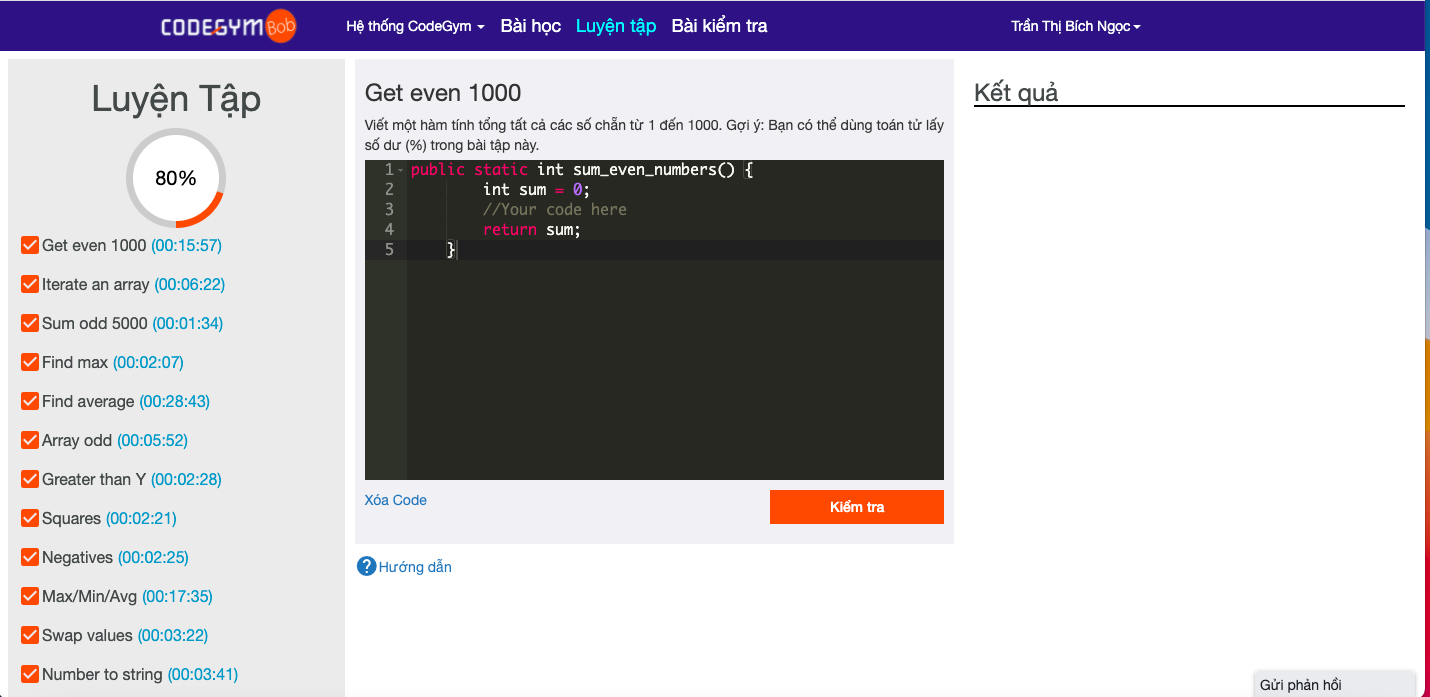 CODEGYM Bob
Hệ thống CodeGym
Bài học
Luyện tập
Bài kiểm tra
Trần Thị Bích Ngọc
Luyện Tập
80%
Get even 1000 (00:15:57)
Iterate an array (00:06:22)
Sum odd 5000 (00:01:34)
Find max (00:02:07)
Find average (00:28:43)
Array odd (00:05:52)
Greater than Y (00:02:28)
Squares (00:02:21)
Negatives (00:02:25)
Max/Min/Avg (00:17:35)
Swap values (00:03:22)
Number to string (00:03:41)
Get even 1000
Viết một hàm tính tổng tất cả các số chẵn từ 1 đến 1000. Gợi ý: Bạn có thể dùng toán tử lấy
số dư (%) trong bài tập này.
1 public static int sum_even_numbers() {
2 int sum = 0;
3 //Your code here
4 return sum;
5 }
Xóa Code
Kiểm tra
? Hướng dẫn
Kết quả
Gửi phản hồi